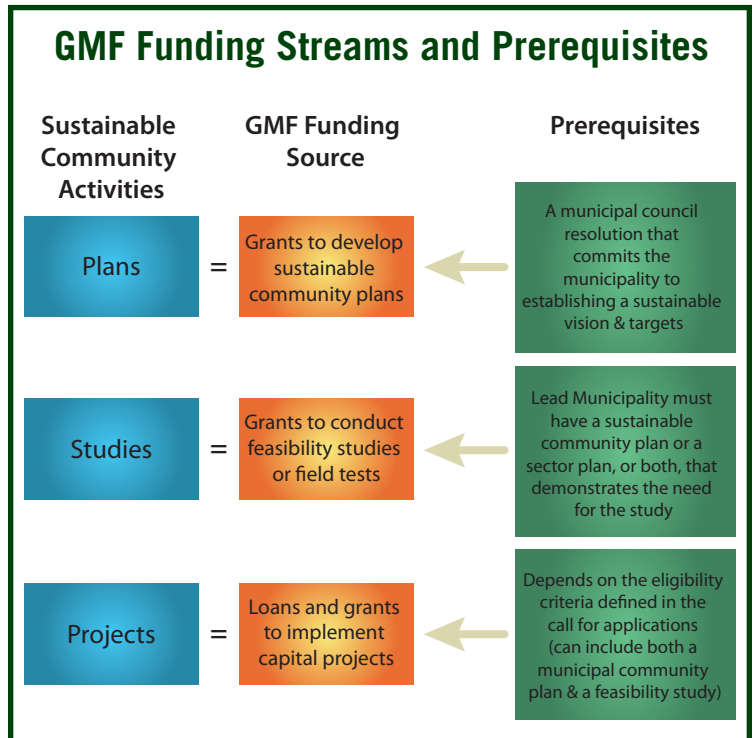 GMF Funding Streams and Prerequisites
Sustainable
Community
Activities
GMF Funding
Source
Prerequisites
Plans
=
Grants to develop
sustainable
community plans
A municipal council
resolution that
commits the
municipality to
establishing a sustainable
vision & targets
Studies
=
Grants to conduct
feasibility studies
or field tests
Lead Municipality must
have a sustainable
community plan or a
sector plan, or both, that
demonstrates the need
for the study
Projects
=
Loans and grants
to implement
capital projects
Depends on the eligibility
criteria defined in the
call for applications
(can include both a
municipal community
plan & a feasibility study)